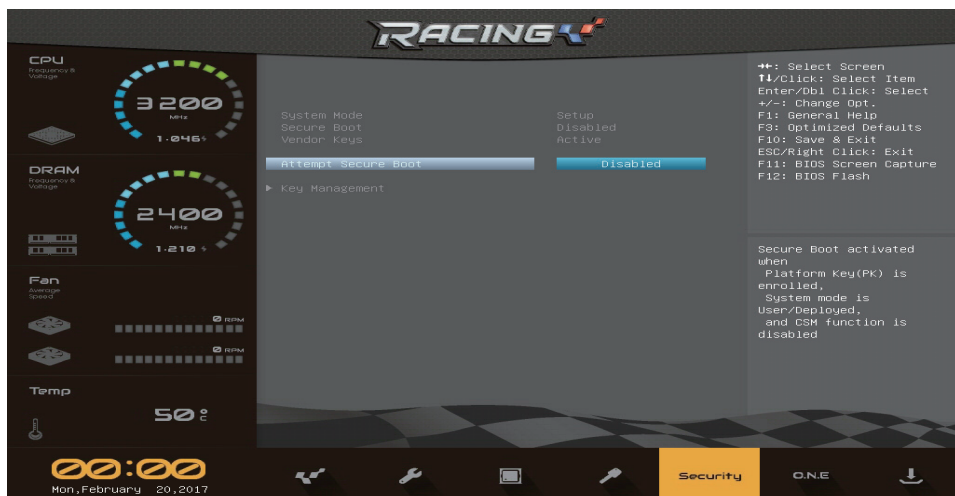 RACING
CPU
Frequency &
Voltage
3200
MHz
1.046
DRAM
Frequency &
Voltage
2400
MHz
1.210
Fan
Average
Speed
0 RPM
0 RPM
Temp
50 °C
00:00
Mon,February 20,2017
System Mode Setup
Secure Boot Disabled
Vendor Keys Active
Attempt Secure Boot Disabled
▶ Key Management
→←: Select Screen
↑↓/Click: Select Item
Enter/Dbl Click: Select
+/-: Change Opt.
F1: General Help
F3: Optimized Defaults
F10: Save & Exit
ESC/Right Click: Exit
F11: BIOS Screen Capture
F12: BIOS Flash
Secure Boot activated
when
Platform Key(PK) is
enrolled,
System mode is
User/Deployed,
and CSM function is
disabled
Security
O.N.E